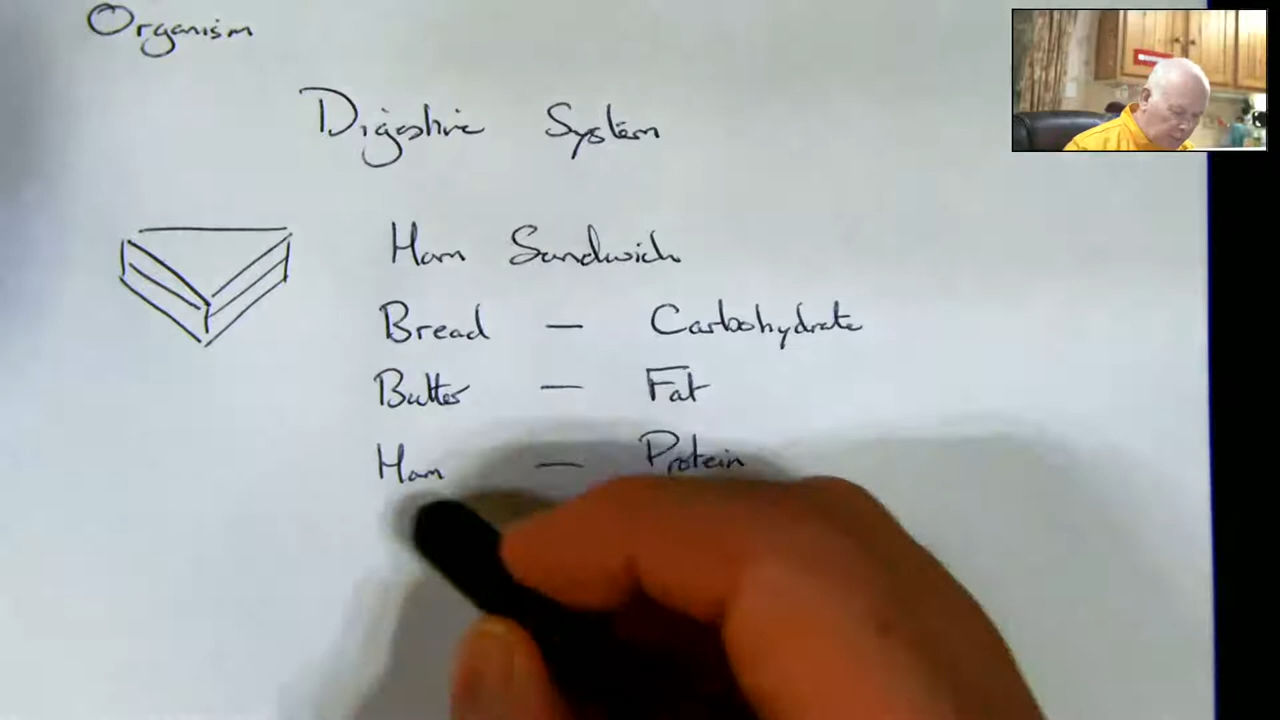 Organism
Digestive System
Ham Sandwich
Bread — Carbohydrate
Butter — Fat
Ham — Protein